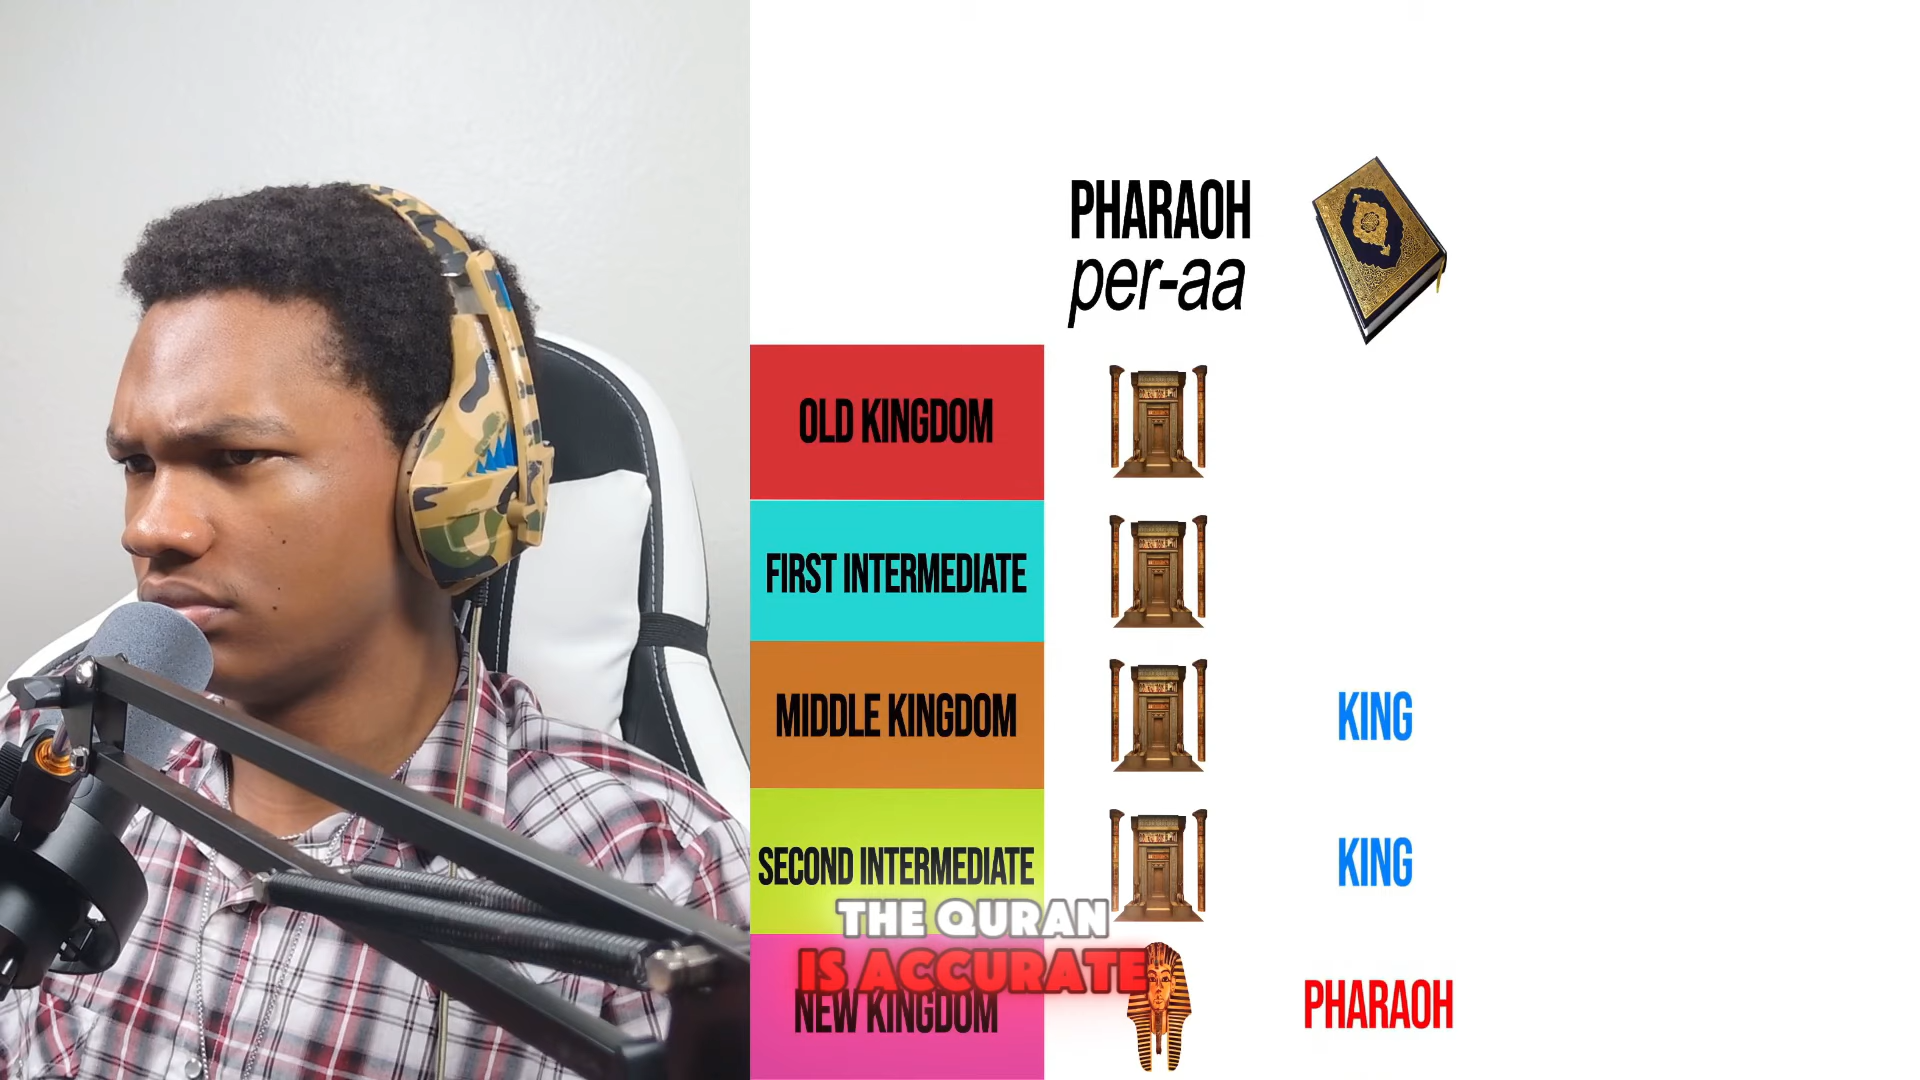 PHARAOH
per-aa
OLD KINGDOM
FIRST INTERMEDIATE
MIDDLE KINGDOM
KING
SECOND INTERMEDIATE
KING
THE QURAN
IS ACCURATE
NEW KINGDOM
PHARAOH